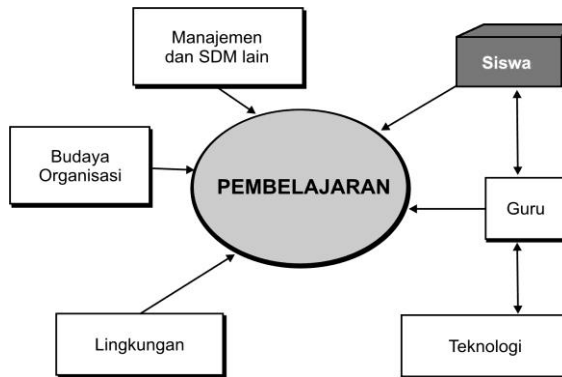 Manajemen
dan SDM lain
Siswa
Budaya
Organisasi
PEMBELAJARAN
Guru
Lingkungan
Teknologi